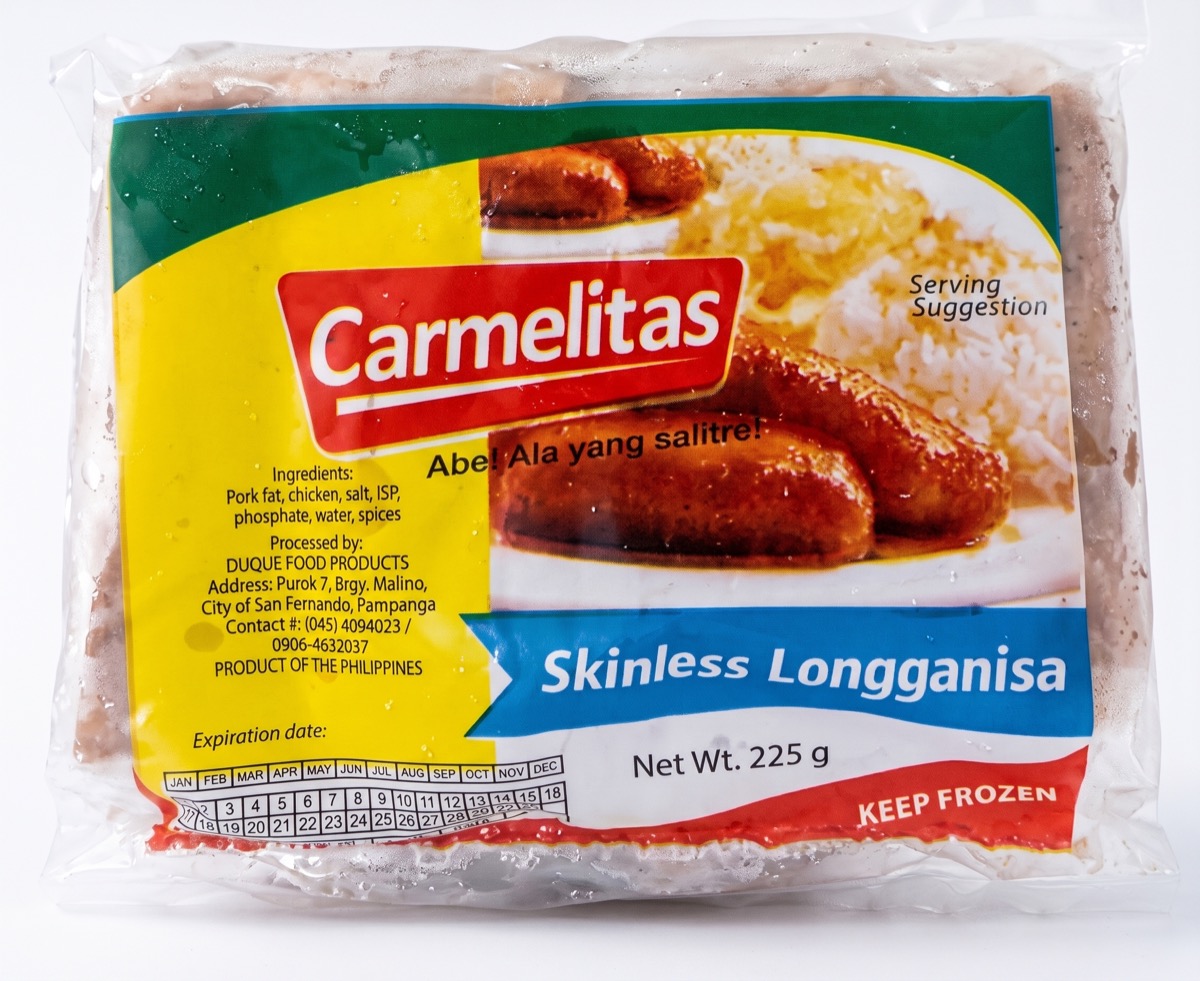 Carmelitas
Serving
Suggestion
Abe! Ala yang salitre!
Ingredients:
Pork fat, chicken, salt, ISP,
phosphate, water, spices
Processed by:
DUQUE FOOD PRODUCTS
Address: Purok 7, Brgy. Malino,
City of San Fernando, Pampanga
Contact #: (045) 4094023 /
0906-4632037
PRODUCT OF THE PHILIPPINES
Skinless Longganisa
Expiration date:
Net Wt. 225 g
JAN FEB MAR APR MAY JUN JUL AUG SEP OCT NOV DEC
2 3 4 5 6 7 8 9 10 11 12 13 14 15 18
18 19 20 21 22 23 24 25 26 27 28
KEEP FROZEN